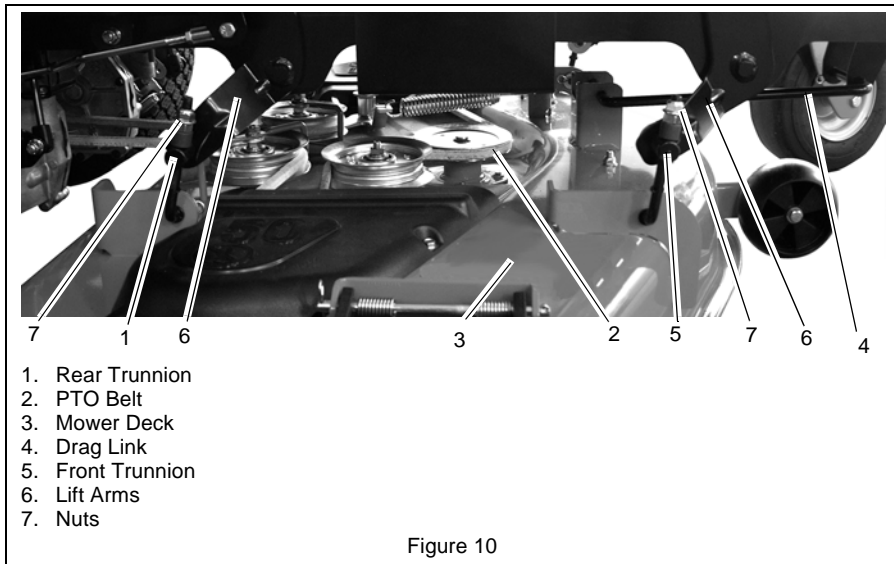 7 1 6 3 2 5 7 6 4
1. Rear Trunnion
2. PTO Belt
3. Mower Deck
4. Drag Link
5. Front Trunnion
6. Lift Arms
7. Nuts
Figure 10